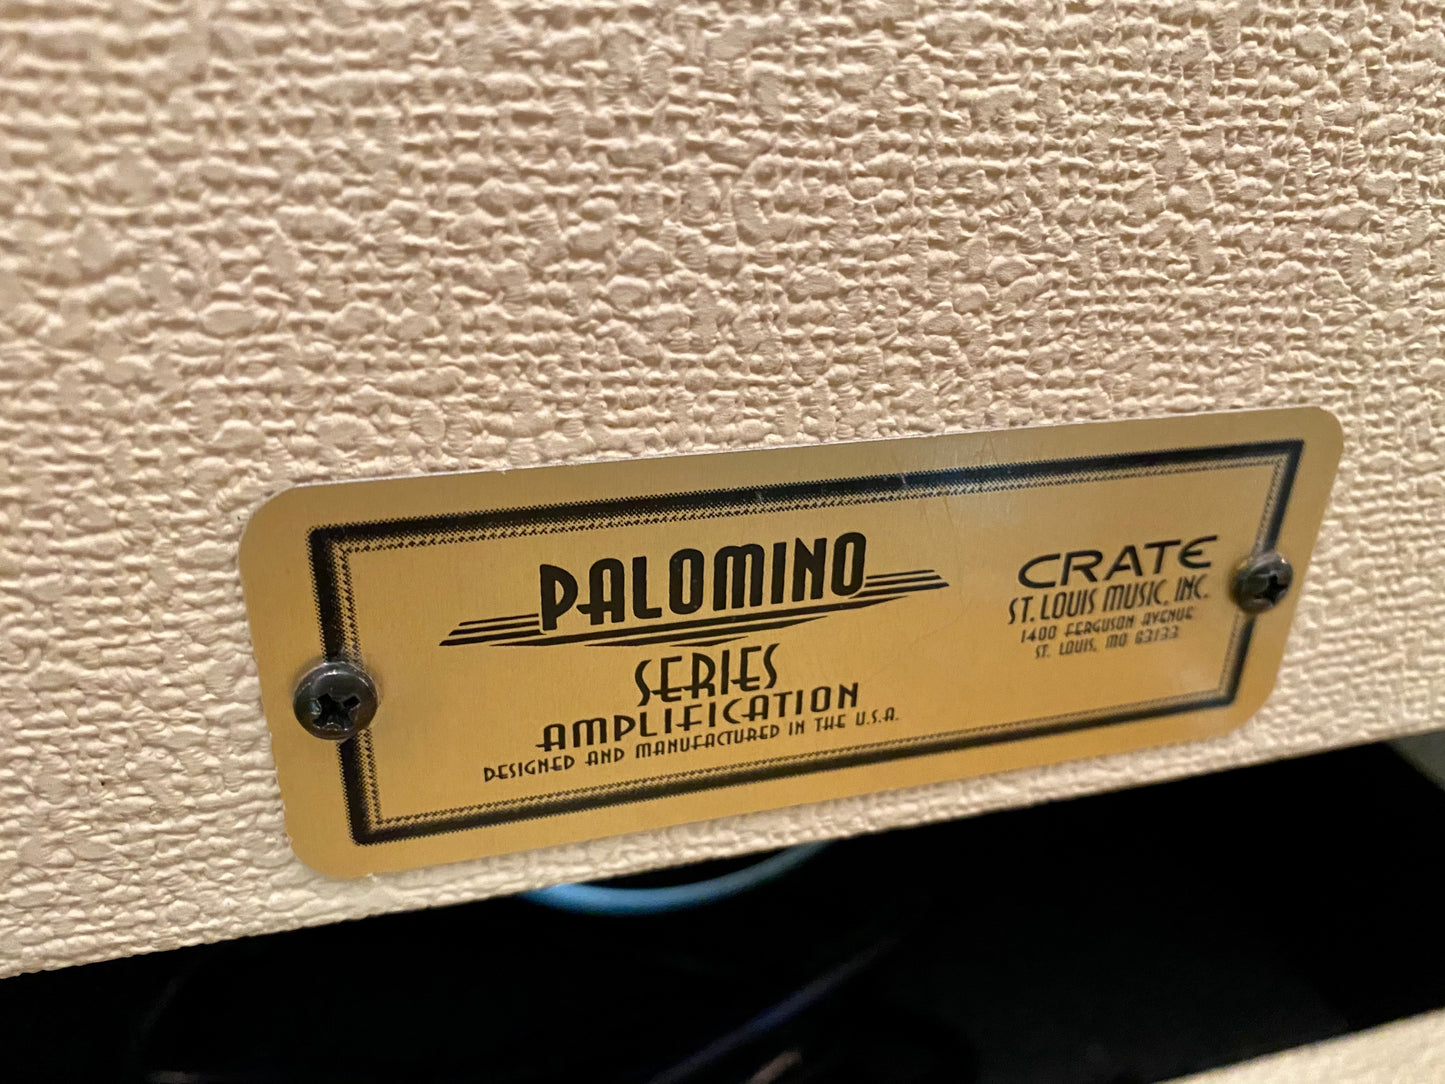 PALOMINO
SERIES
AMPLIFICATION
DESIGNED AND MANUFACTURED IN THE U.S.A.
CRATE
ST. LOUIS MUSIC, INC.
1400 FERGUSON AVENUE
ST. LOUIS, MO 63133